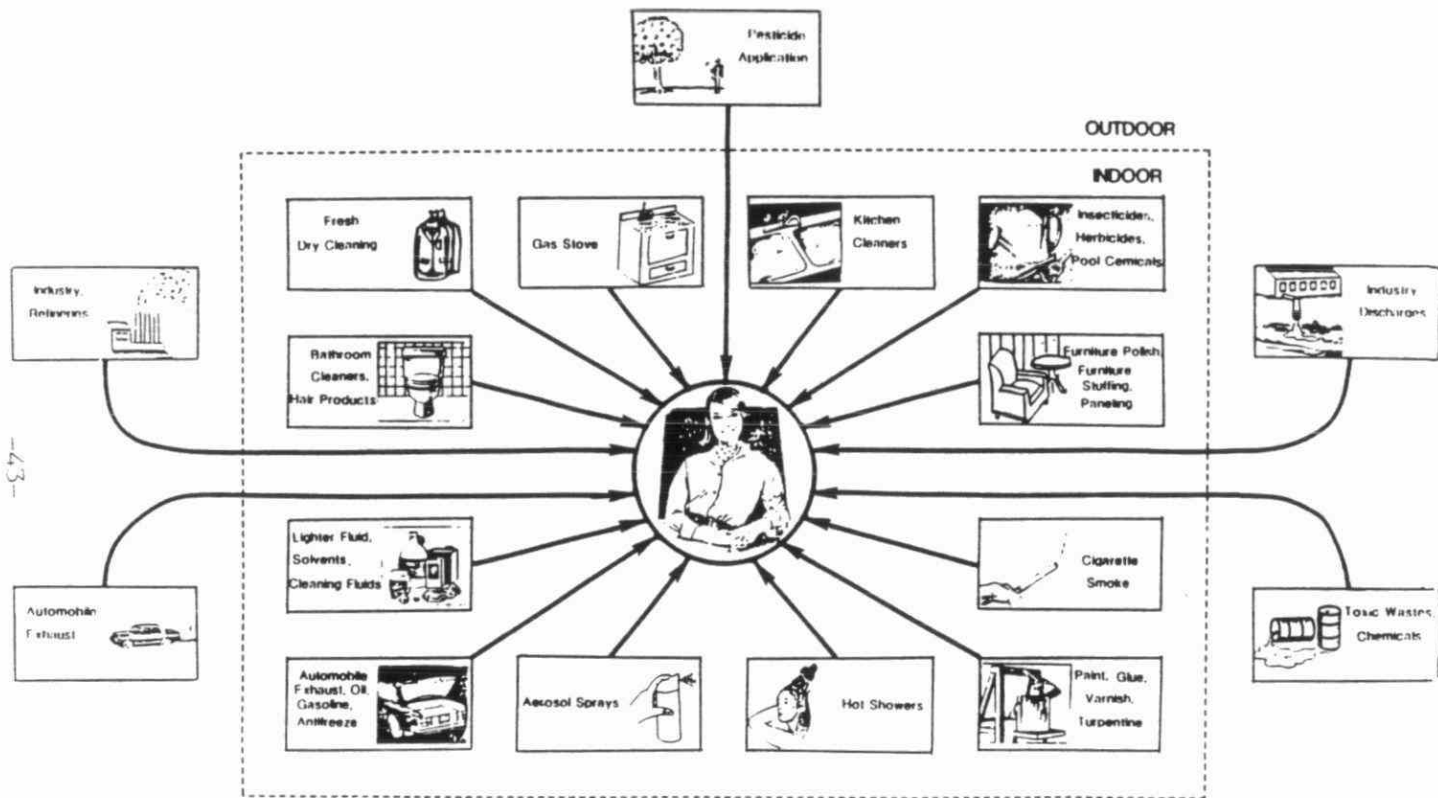 Pesticide
Application
OUTDOOR
INDOOR
Fresh
Dry Cleaning
Gas Stove
Kitchen
Cleaners
Insecticides,
Herbicides,
Pool Cemicals
Industry,
Refineries
Industry
Discharges
Bathroom
Cleaners,
Hair Products
Furniture Polish,
Furniture
Stuffing,
Paneling
-43-
Lighter Fluid,
Solvents,
Cleaning Fluids
Cigarette
Smoke
Automobile
Exhaust
Toxic Wastes,
Chemicals
Automobile
Exhaust, Oil,
Gasoline,
Antifreeze
Aerosol Sprays
Hot Showers
Paint, Glue,
Varnish,
Turpentine